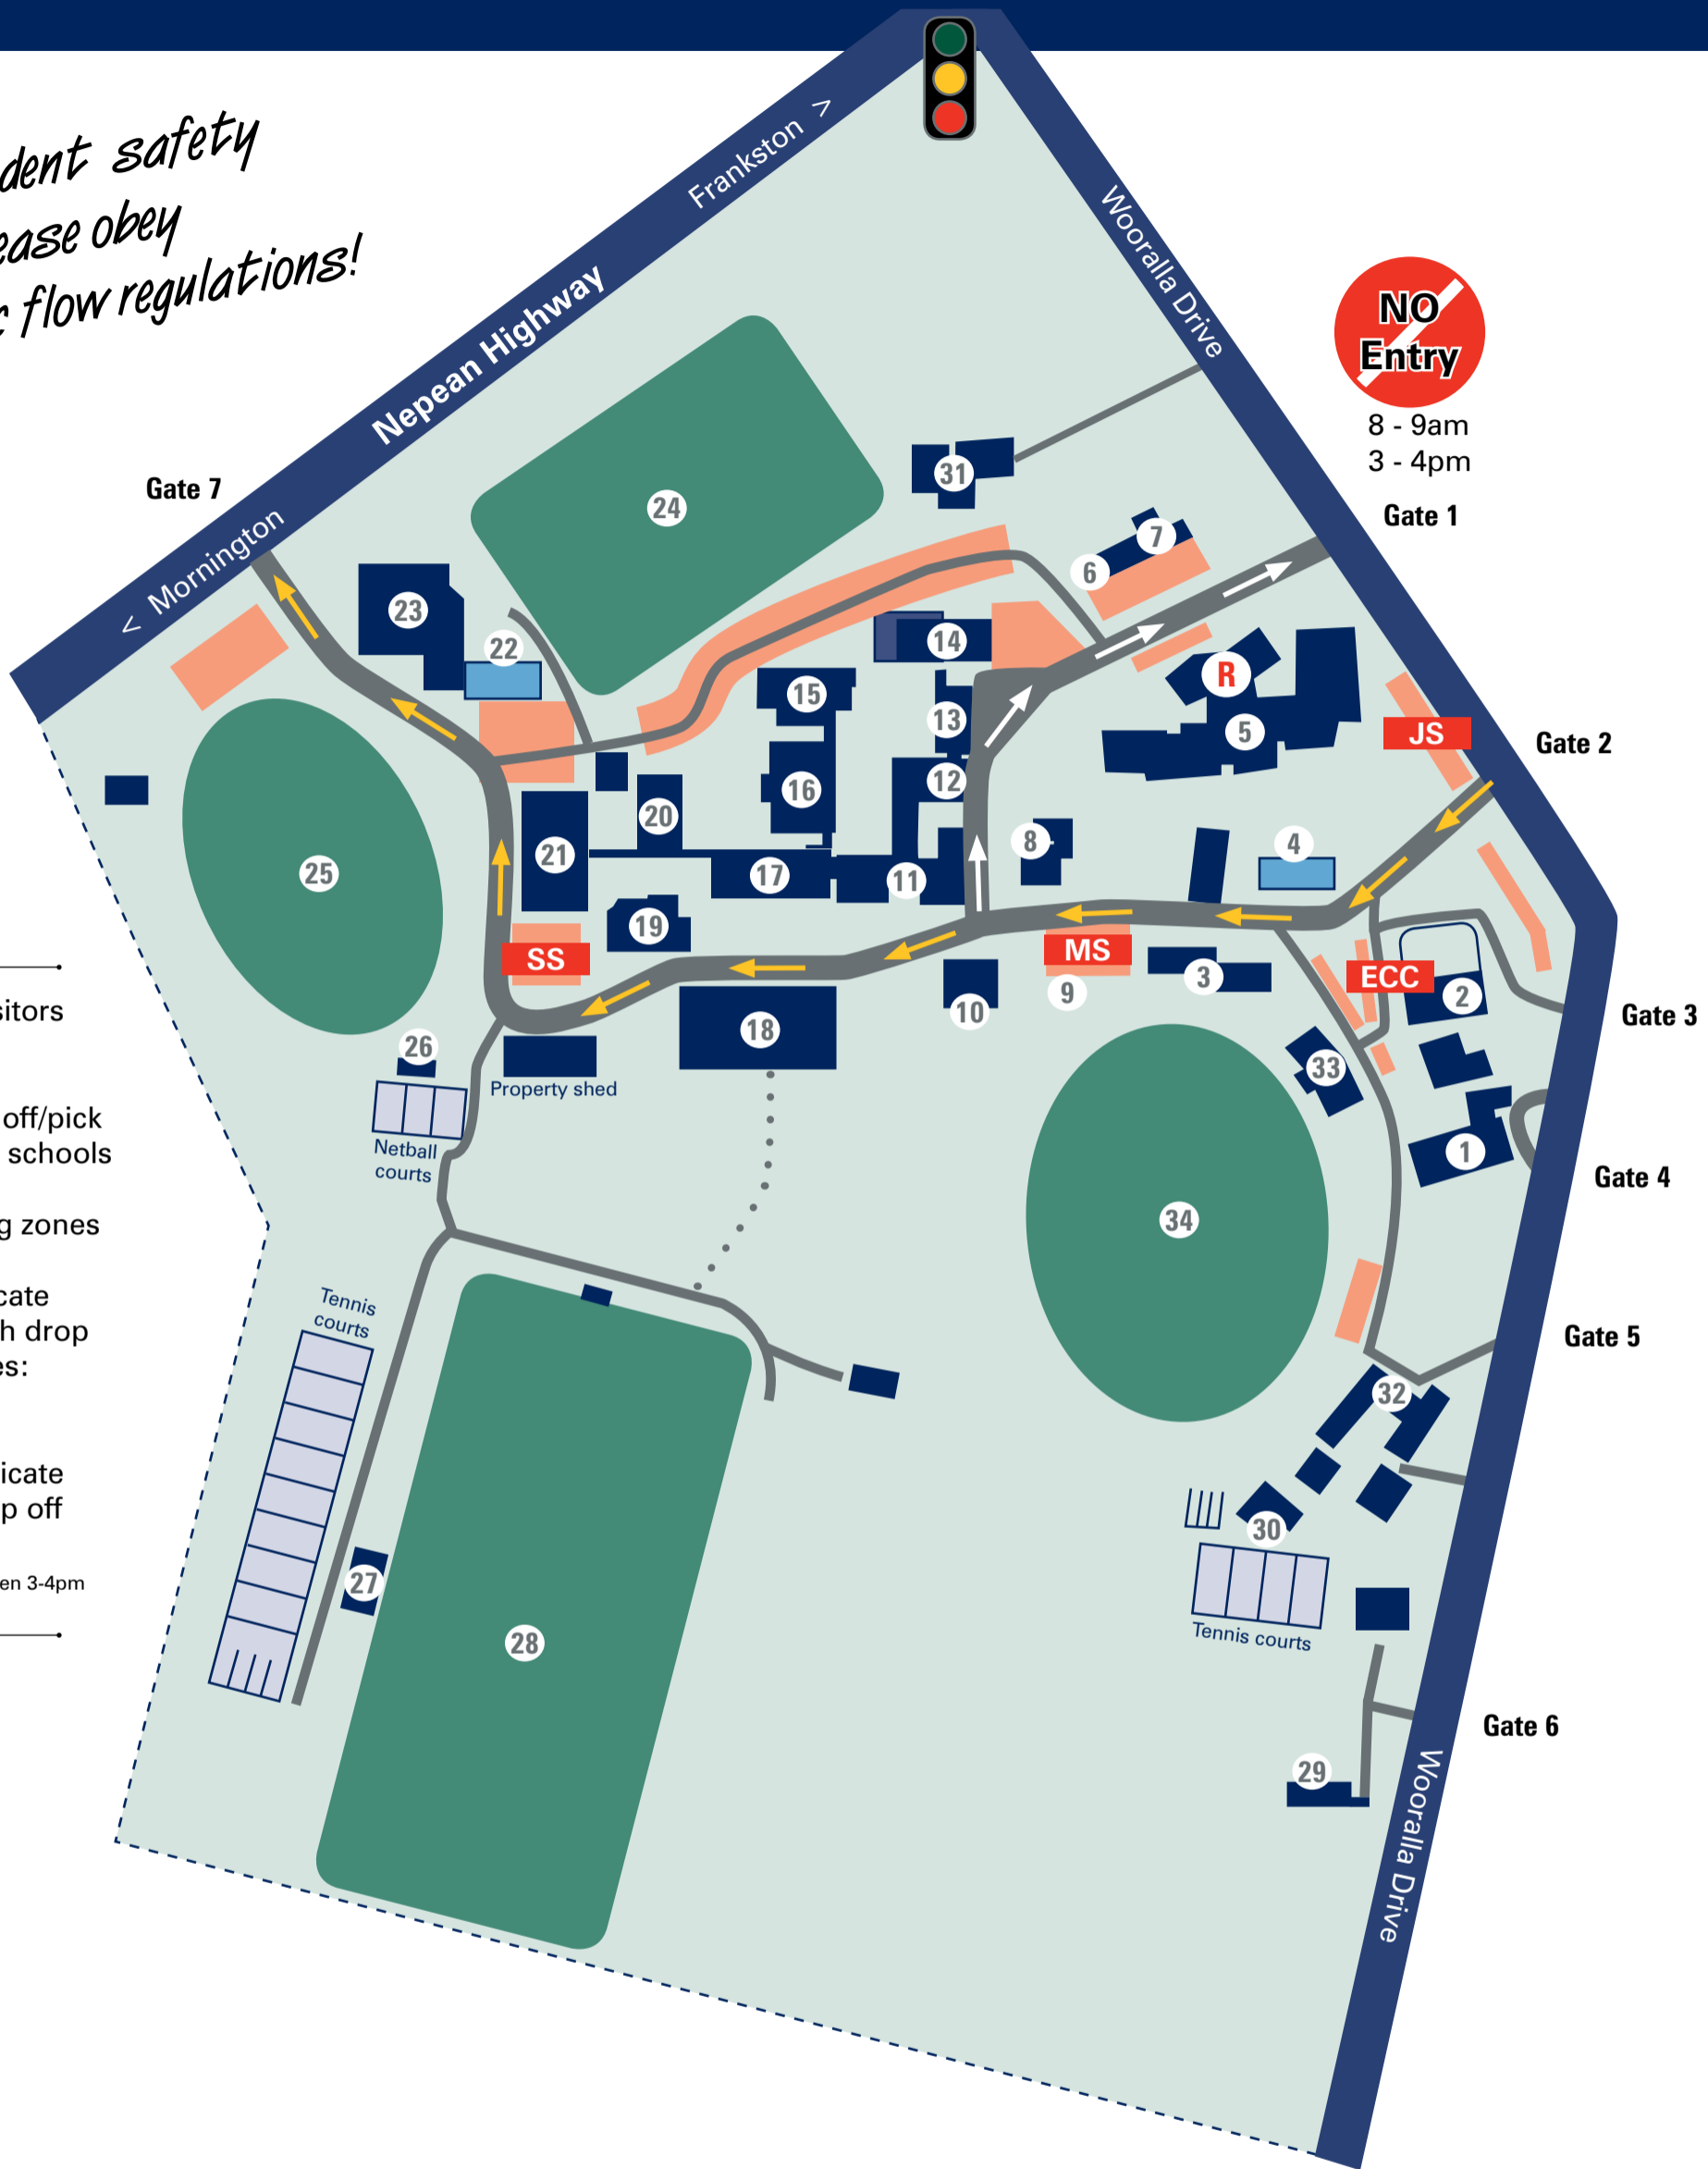 dent safety
ease obey
c flow regulations!
Frankston >
Nepean Highway
< Mornington
Wooralla Drive
NO
Entry
8 - 9am
3 - 4pm
Gate 7
Gate 1
Gate 2
Gate 3
Gate 4
Gate 5
Gate 6
31
24
7
6
23
22
14
R
15
13
5
JS
12
16
20
8
4
21
25
17
11
19
SS
MS
ECC
3
9
2
10
18
26
33
Property shed
Netball
courts
1
34
Tennis
courts
32
30
27
28
Tennis courts
29
Wooralla Drive
sitors
off/pick
schools
g zones
cate
h drop
es:
icate
p off
en 3-4pm